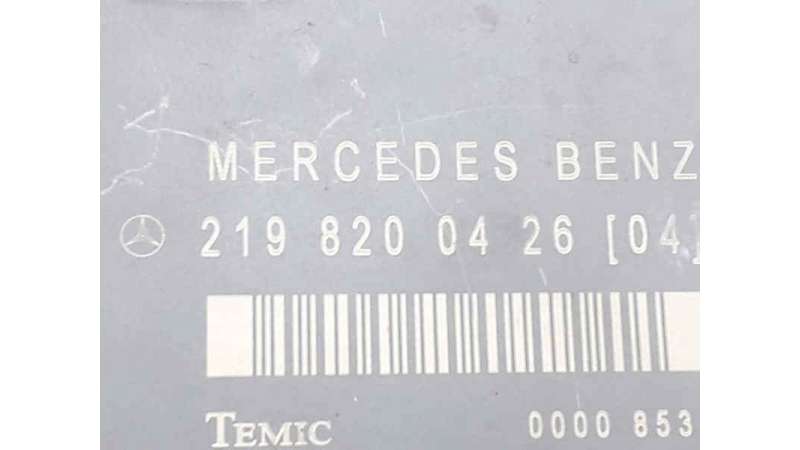 MERCEDES BENZ
219 820 04 26 [04]
TEMIC 0000 853